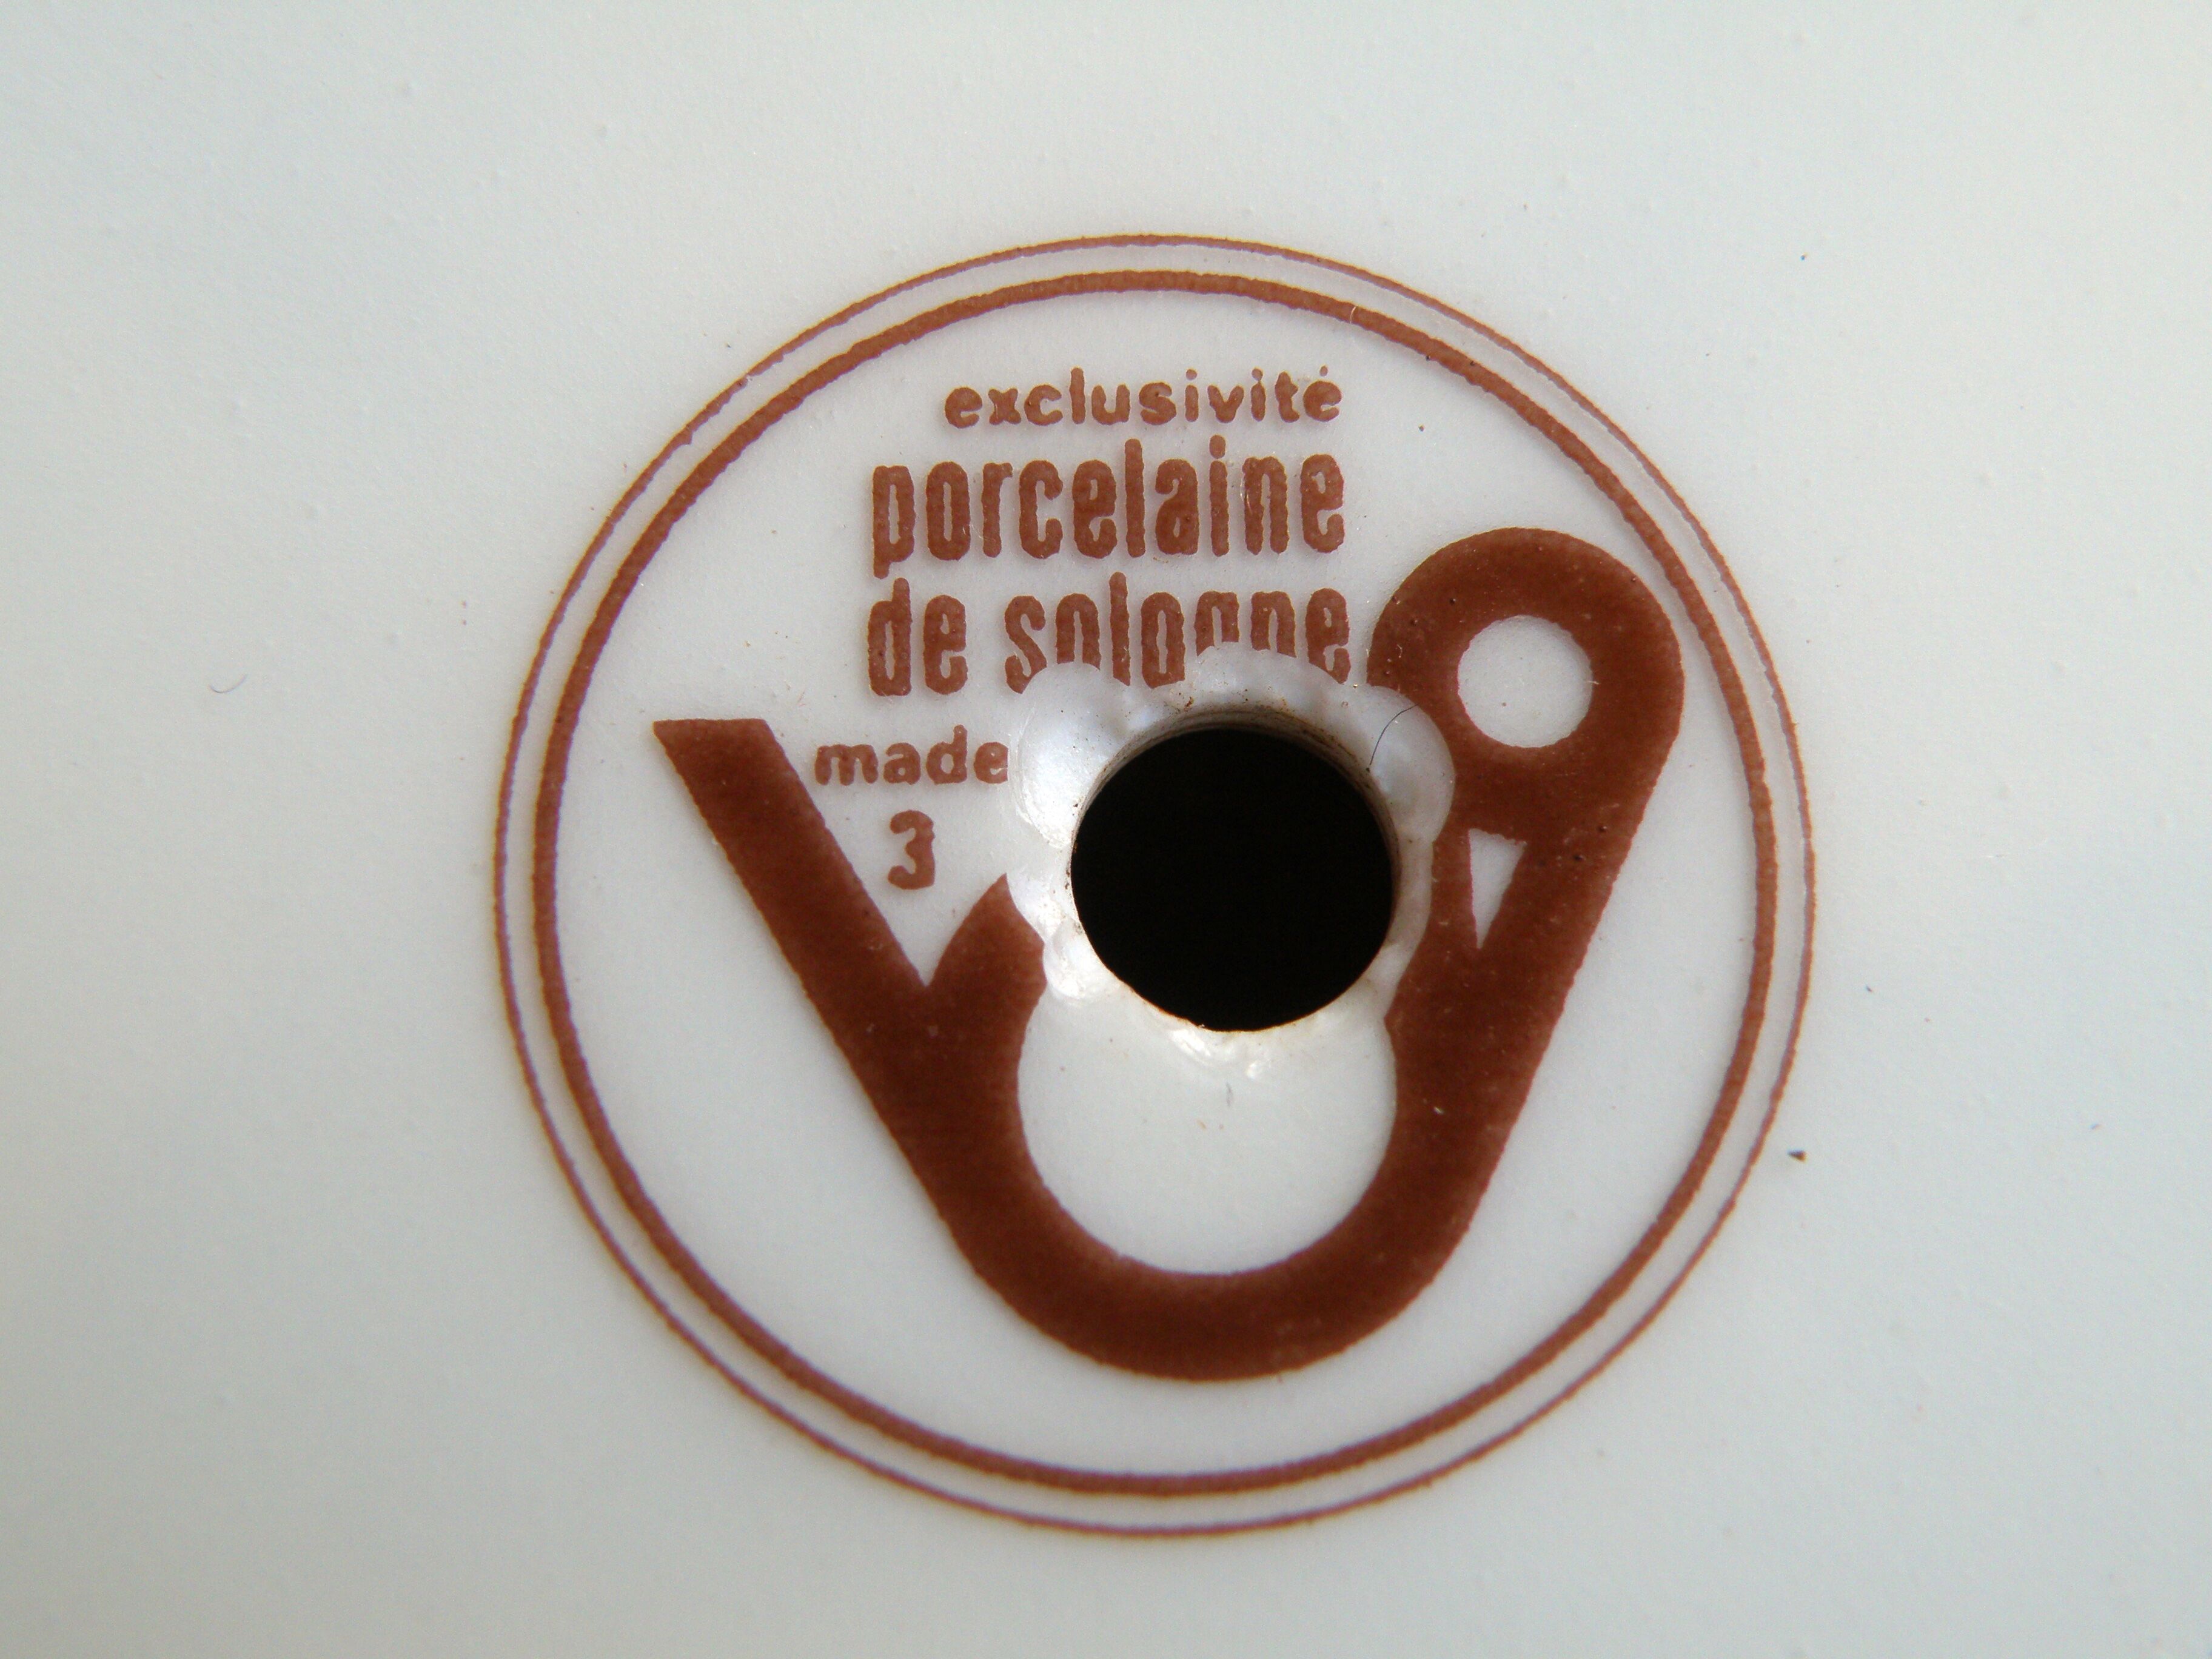 exclusivité
porcelaine
de sologne
made
3